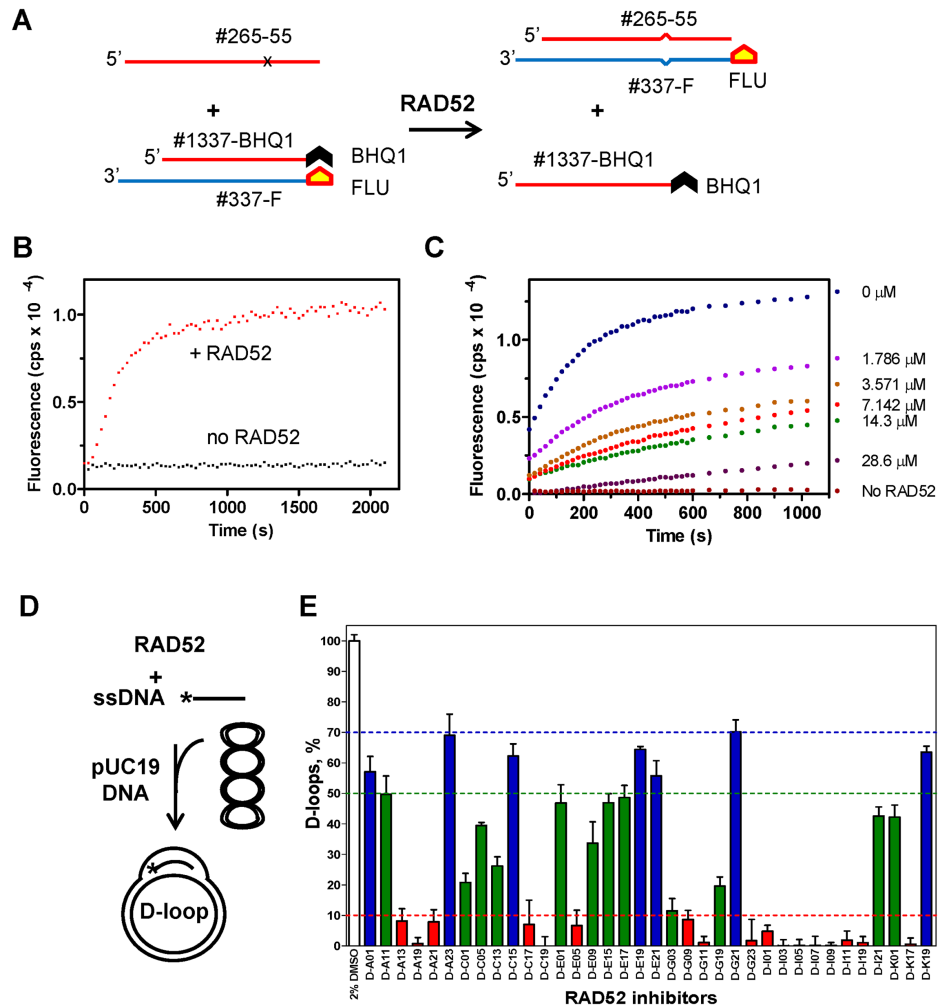 A
#265-55
5’
x
+
#1337-BHQ1
5’
BHQ1
3’
FLU
#337-F
RAD52
5’
#265-55
3’
#337-F
FLU
+
#1337-BHQ1
5’
BHQ1
B
Fluorescence (cps x 10 -4)
1.0
0.5
0.0
+ RAD52
no RAD52
0 500 1000 1500 2000
Time (s)
C
Fluorescence (cps x 10 -4)
1.0
0.5
0.0
0 200 400 600 800 1000
Time (s)
0 µM
1.786 µM
3.571 µM
7.142 µM
14.3 µM
28.6 µM
No RAD52
D
RAD52
+
ssDNA *
pUC19
DNA
*
D-loop
E
D-loops, %
100
90
80
70
60
50
40
30
20
10
0
2% DMSO
D-A01
D-A11
D-A13
D-A19
D-A21
D-A23
D-C01
D-C05
D-C13
D-C15
D-C17
D-C19
D-E01
D-E05
D-E09
D-E15
D-E17
D-E19
D-E21
D-G03
D-G09
D-G11
D-G19
D-G21
D-G23
D-I01
D-I03
D-I05
D-I07
D-I09
D-I11
D-I19
D-I21
D-K01
D-K17
D-K19
RAD52 inhibitors